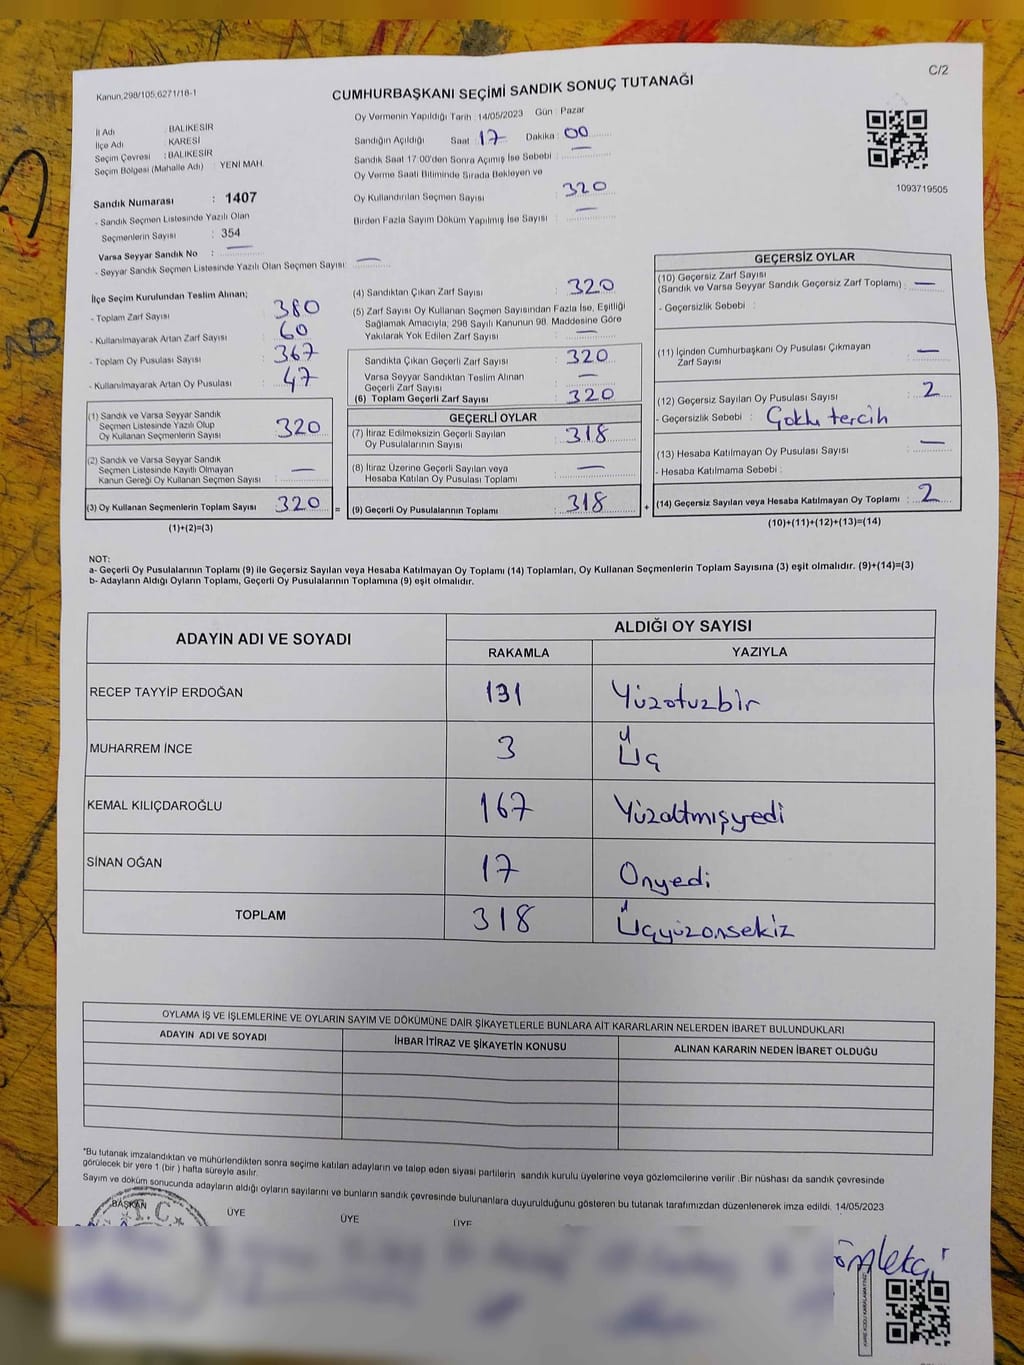 C/2
Kanun,298/105,6271/18-1
CUMHURBAŞKANI SEÇİMİ SANDIK SONUÇ TUTANAĞI
İl Adı : BALIKESİR
İlçe Adı : KARESİ
Seçim Çevresi : BALIKESİR
Seçim Bölgesi (Mahalle Adı) : YENİ MAH.
Sandık Numarası : 1407
- Sandık Seçmen Listesinde Yazılı Olan
Seçmenlerin Sayısı : 354
Varsa Seyyar Sandık No : —
- Seyyar Sandık Seçmen Listesinde Yazılı Olan Seçmen Sayısı: —
Oy Vermenin Yapıldığı Tarih : 14/05/2023 Gün : Pazar
Sandığın Açıldığı Saat : 17 Dakika : 00
Sandık Saat 17:00'den Sonra Açımış İse Sebebi : —
Oy Verme Saati Bitiminde Sırada Bekleyen ve
Oy Kullandırılan Seçmen Sayısı : 320
Birden Fazla Sayım Döküm Yapılmış İse Sayısı : —
1093719505
İlçe Seçim Kurulundan Teslim Alınan;
- Toplam Zarf Sayısı : 380
- Kullanılmayarak Artan Zarf Sayısı : 60
- Toplam Oy Pusulası Sayısı : 367
- Kullanılmayarak Artan Oy Pusulası : 47
(1) Sandık ve Varsa Seyyar Sandık
Seçmen Listesinde Yazılı Olup
Oy Kullanan Seçmenlerin Sayısı : 320
(2) Sandık ve Varsa Seyyar Sandık
Seçmen Listesinde Kayıtlı Olmayan
Kanun Gereği Oy Kullanan Seçmen Sayısı : —
(3) Oy Kullanan Seçmenlerin Toplam Sayısı : 320 =
(1)+(2)=(3)
(4) Sandıktan Çıkan Zarf Sayısı : 320
(5) Zarf Sayısı Oy Kullanan Seçmen Sayısından Fazla İse, Eşitliği
Sağlamak Amacıyla, 298 Sayılı Kanunun 98. Maddesine Göre
Yakılarak Yok Edilen Zarf Sayısı : —
Sandıkta Çıkan Geçerli Zarf Sayısı : 320
Varsa Seyyar Sandıktan Teslim Alınan
Geçerli Zarf Sayısı : —
(6) Toplam Geçerli Zarf Sayısı : 320
GEÇERLİ OYLAR
(7) İtiraz Edilmeksizin Geçerli Sayılan
Oy Pusulalarının Sayısı : 318
(8) İtiraz Üzerine Geçerli Sayılan veya
Hesaba Katılan Oy Pusulası Toplamı : —
(9) Geçerli Oy Pusulalarının Toplamı : 318 +
GEÇERSİZ OYLAR
(10) Geçersiz Zarf Sayısı
(Sandık ve Varsa Seyyar Sandık Geçersiz Zarf Toplamı) : —
- Geçersizlik Sebebi :
(11) İçinden Cumhurbaşkanı Oy Pusulası Çıkmayan
Zarf Sayısı : —
(12) Geçersiz Sayılan Oy Pusulası Sayısı : 2
- Geçersizlik Sebebi : Çoklu tercih
(13) Hesaba Katılmayan Oy Pusulası Sayısı : —
- Hesaba Katılmama Sebebi :
(14) Geçersiz Sayılan veya Hesaba Katılmayan Oy Toplamı : 2
(10)+(11)+(12)+(13)=(14)
NOT:
a- Geçerli Oy Pusulalarının Toplamı (9) ile Geçersiz Sayılan veya Hesaba Katılmayan Oy Toplamı (14) Toplamları, Oy Kullanan Seçmenlerin Toplam Sayısına (3) eşit olmalıdır. (9)+(14)=(3)
b- Adayların Aldığı Oyların Toplamı, Geçerli Oy Pusulalarının Toplamına (9) eşit olmalıdır.
ADAYIN ADI VE SOYADI
ALDIĞI OY SAYISI
RAKAMLA YAZIYLA
RECEP TAYYİP ERDOĞAN 131 Yüzotuzbir
MUHARREM İNCE 3 Üç
KEMAL KILIÇDAROĞLU 167 Yüzaltmışyedi
SİNAN OĞAN 17 Onyedi
TOPLAM 318 Üçyüzonsekiz
OYLAMA İŞ VE İŞLEMLERİNE VE OYLARIN SAYIM VE DÖKÜMÜNE DAİR ŞİKAYETLERLE BUNLARA AİT KARARLARIN NELERDEN İBARET BULUNDUKLARI
ADAYIN ADI VE SOYADI İHBAR İTİRAZ VE ŞİKAYETİN KONUSU ALINAN KARARIN NEDEN İBARET OLDUĞU
*Bu tutanak imzalandıktan ve mühürlendikten sonra seçime katılan adayların ve talep eden siyasi partilerin sandık kurulu üyelerine veya gözlemcilerine verilir .Bir nüshası da sandık çevresinde
görülecek bir yere 1 (bir ) hafta süreyle asılır.
Sayım ve döküm sonucunda adayların aldığı oyların sayılarını ve bunların sandık çevresinde bulunanlara duyurulduğunu gösteren bu tutanak tarafımızdan düzenlenerek imza edildi. 14/05/2023
BAŞKAN ÜYE ÜYE ÜYE
T.C.